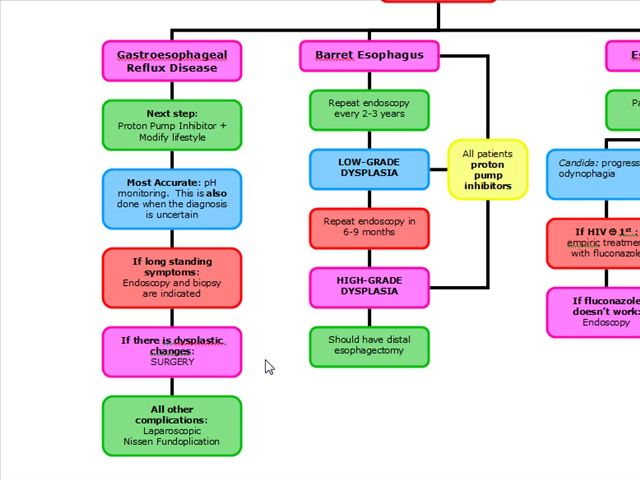 Gastroesophageal
Reflux Disease
Next step:
Proton Pump Inhibitor +
Modify lifestyle
Most Accurate: pH
monitoring. This is also
done when the diagnosis
is uncertain
If long standing
symptoms:
Endoscopy and biopsy
are indicated
If there is dysplastic
changes:
SURGERY
All other
complications:
Laparoscopic
Nissen Fundoplication
Barret Esophagus
Repeat endoscopy
every 2-3 years
LOW-GRADE
DYSPLASIA
Repeat endoscopy in
6-9 months
HIGH-GRADE
DYSPLASIA
Should have distal
esophagectomy
All patients
proton
pump
inhibitors
Es
Pa
Candida: progress
odynophagia
If HIV ⊕ 1st :
empiric treatme
with fluconazole
If fluconazole
doesn't work:
Endoscopy